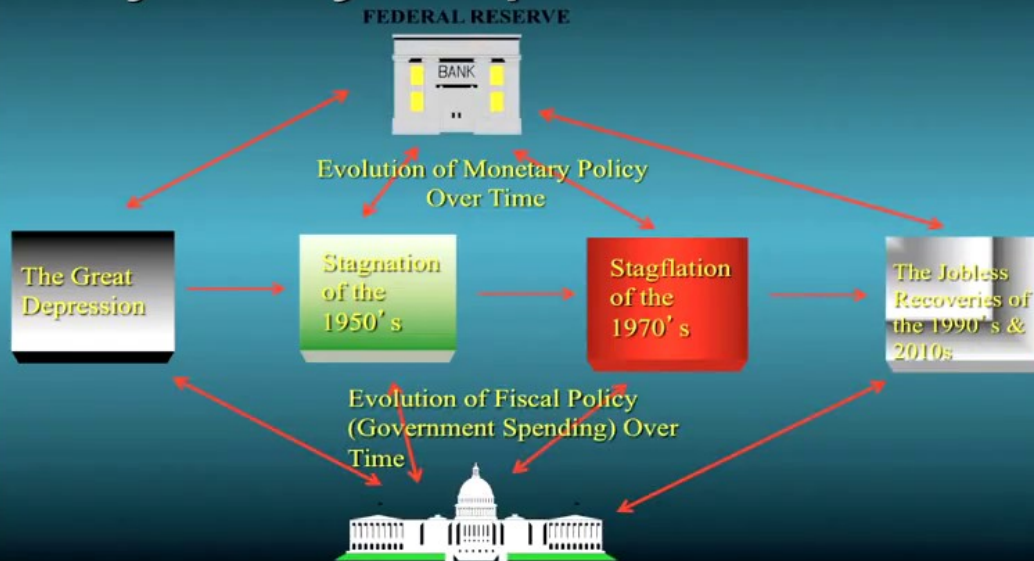 FEDERAL RESERVE
BANK
Evolution of Monetary Policy
Over Time
The Great
Depression
Stagnation
of the
1950’s
Stagflation
of the
1970’s
The Jobless
Recoveries of
the 1990’s &
2010s
Evolution of Fiscal Policy
(Government Spending) Over
Time